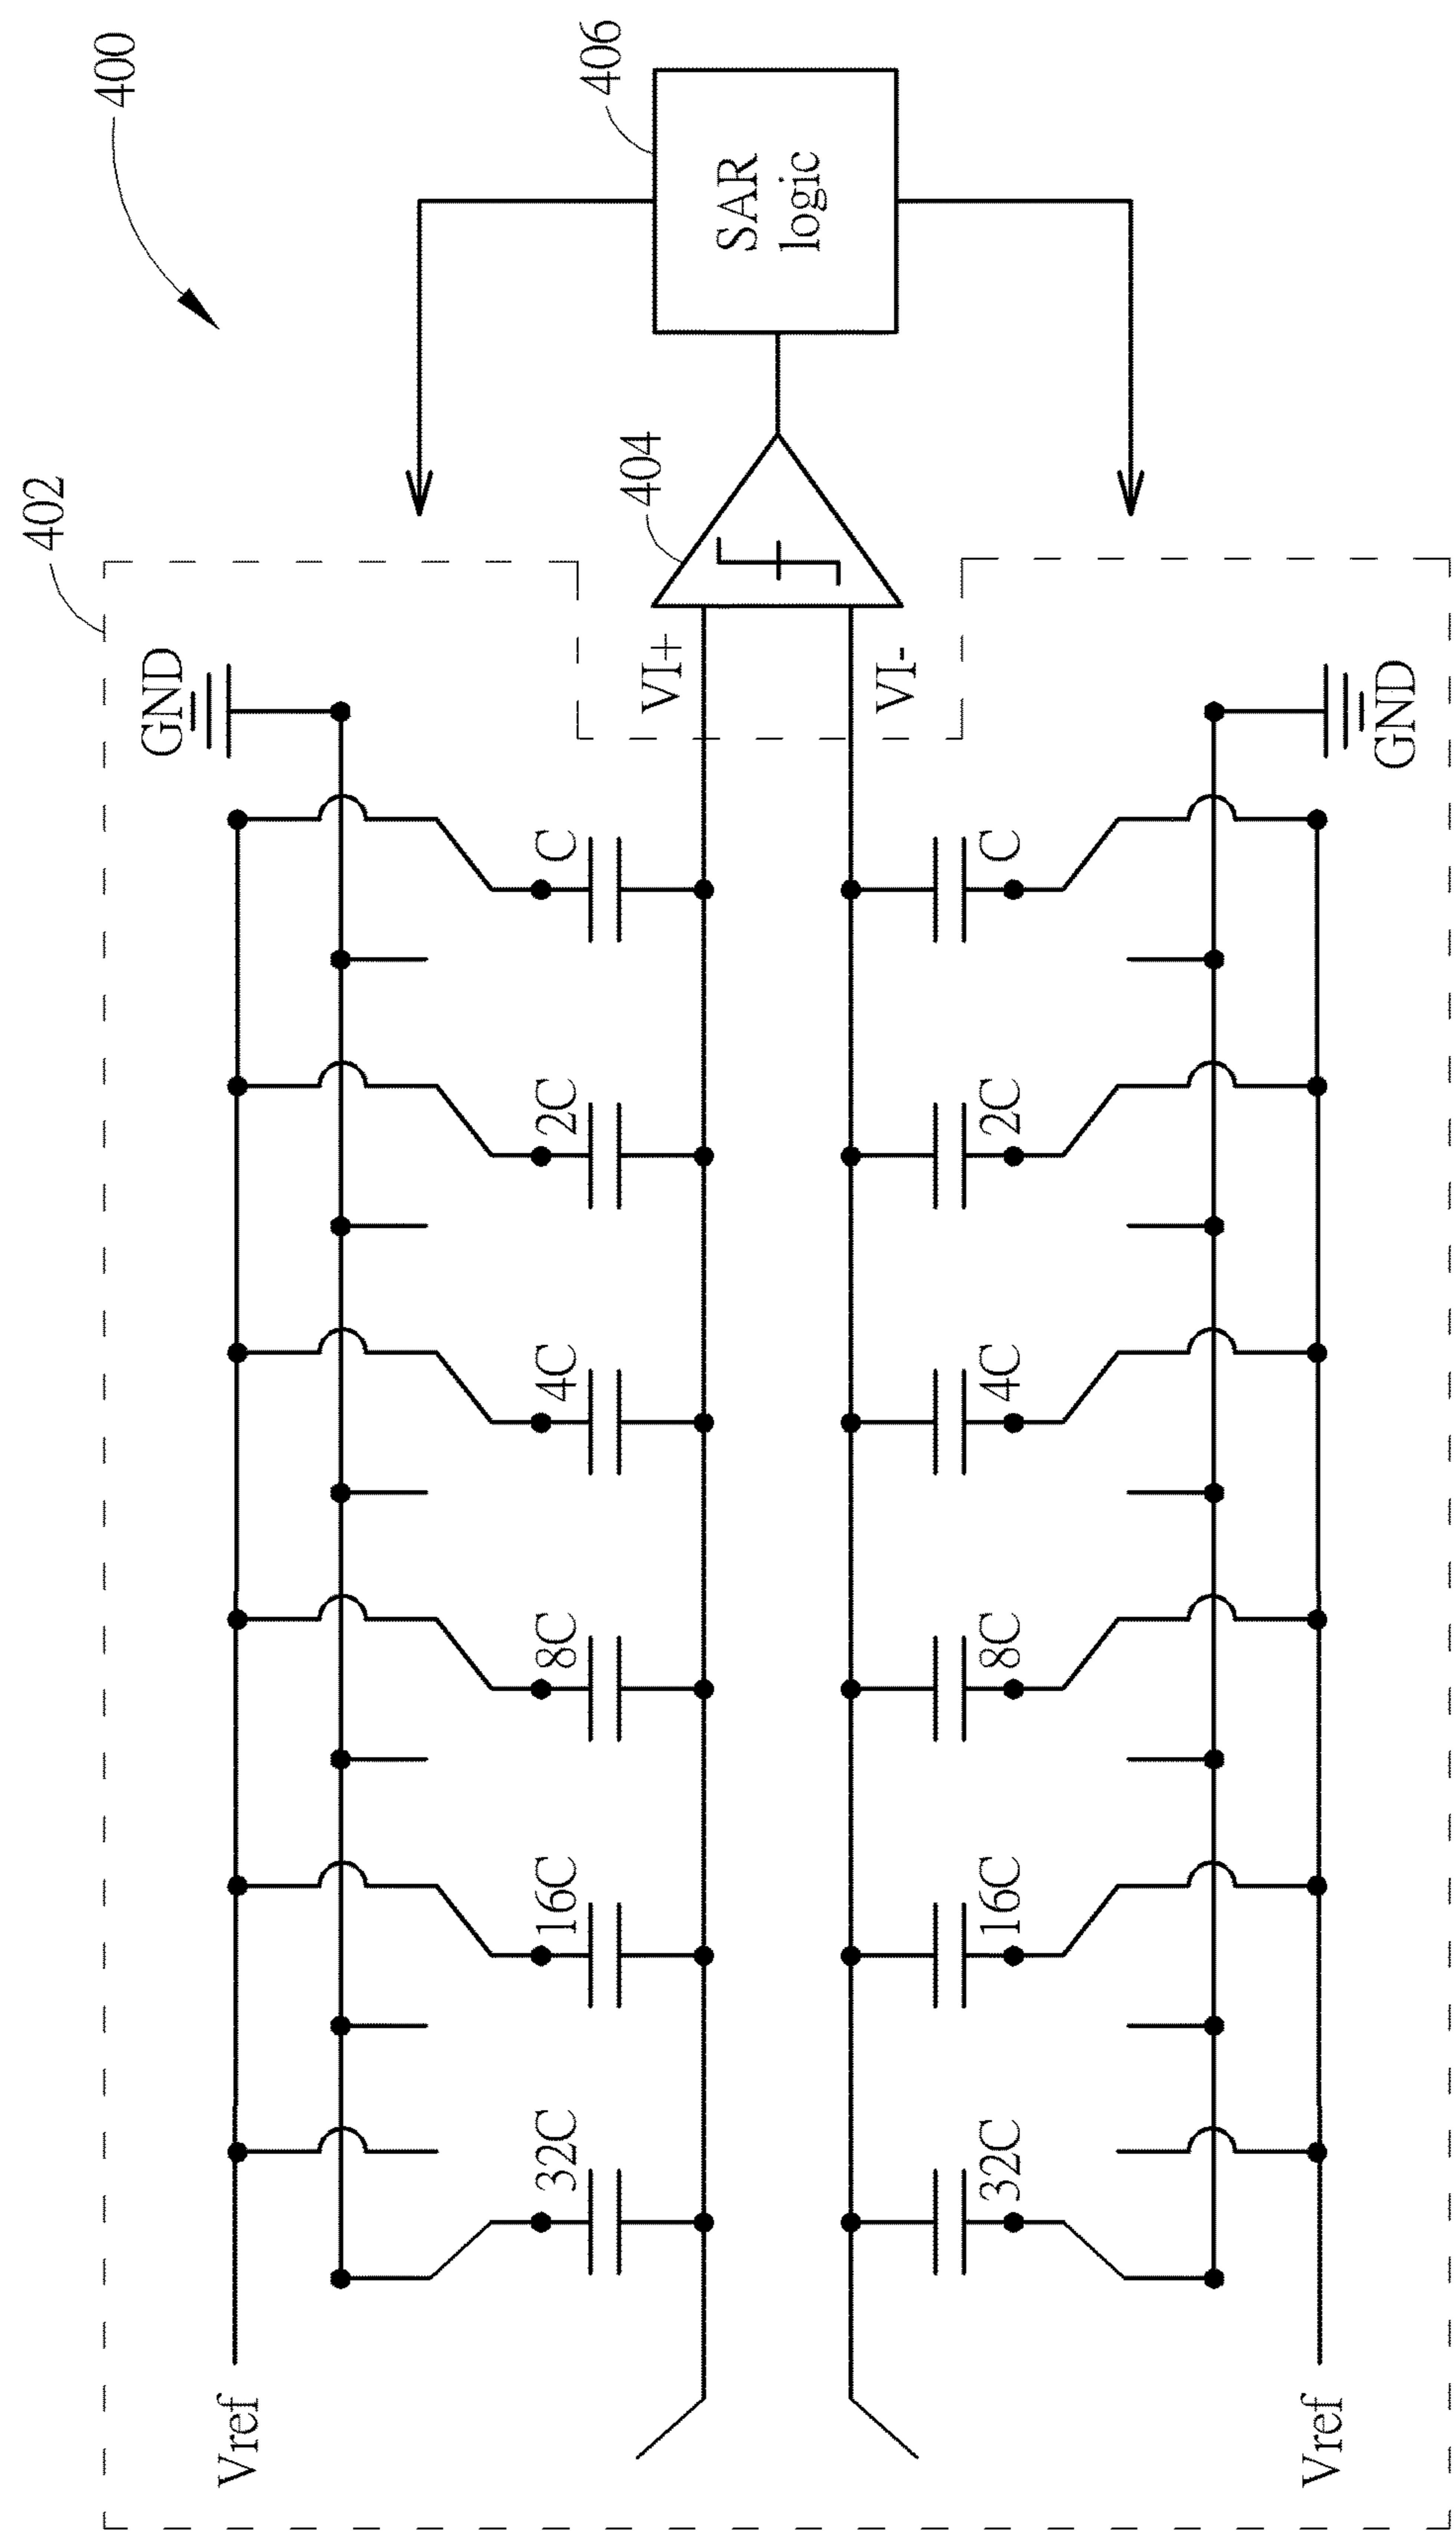 400
402
Vref
GND
32C
16C
8C
4C
2C
C
VI+
404
406
SAR
logic
VI-
32C
16C
8C
4C
2C
C
Vref
GND